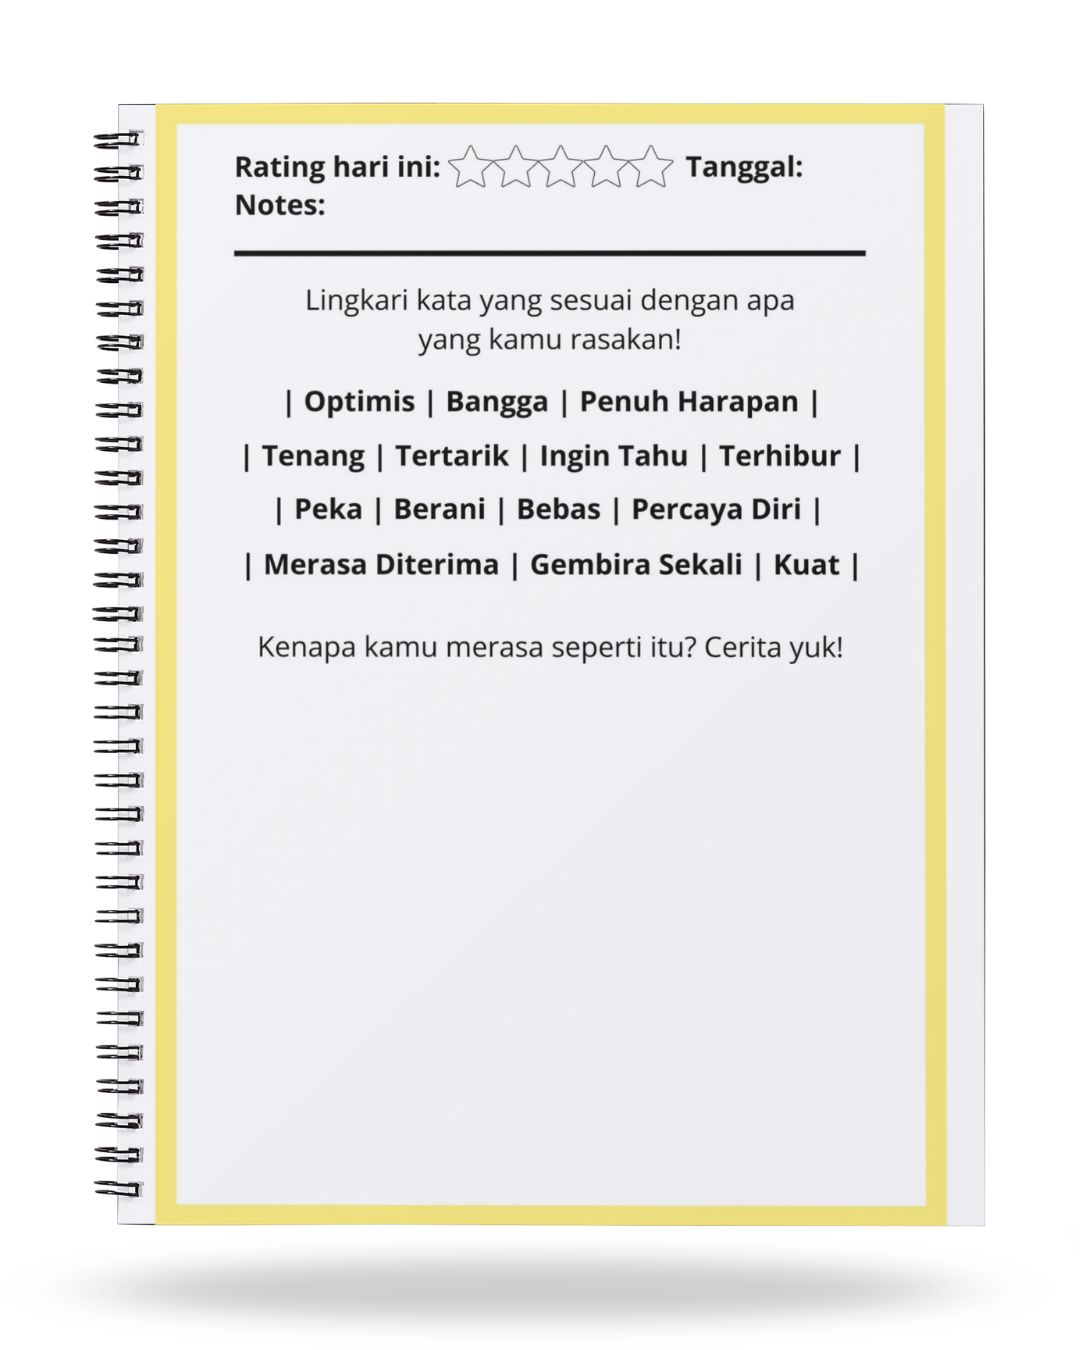 Rating hari ini: Tanggal:
Notes:
Lingkari kata yang sesuai dengan apa
yang kamu rasakan!
| Optimis | Bangga | Penuh Harapan |
| Tenang | Tertarik | Ingin Tahu | Terhibur |
| Peka | Berani | Bebas | Percaya Diri |
| Merasa Diterima | Gembira Sekali | Kuat |
Kenapa kamu merasa seperti itu? Cerita yuk!